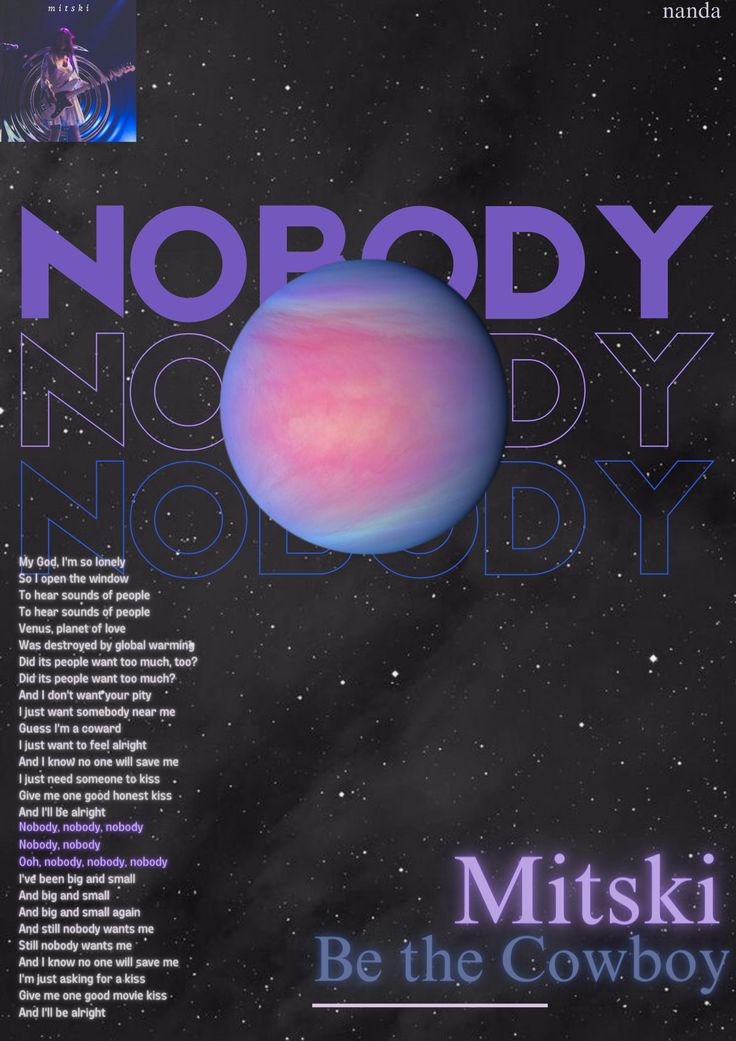 mitski
nanda
NOBODY
NOBODY
NOBODY
My God, I'm so lonely
So I open the window
To hear sounds of people
To hear sounds of people
Venus, planet of love
Was destroyed by global warming
Did its people want too much, too?
Did its people want too much?
And I don't want your pity
I just want somebody near me
Guess I'm a coward
I just want to feel alright
And I know no one will save me
I just need someone to kiss
Give me one good honest kiss
And I'll be alright
Nobody, nobody, nobody
Nobody, nobody
Ooh, nobody, nobody, nobody
I've been big and small
And big and small
And big and small again
And still nobody wants me
Still nobody wants me
And I know no one will save me
I'm just asking for a kiss
Give me one good movie kiss
And I'll be alright
Mitski
Be the Cowboy